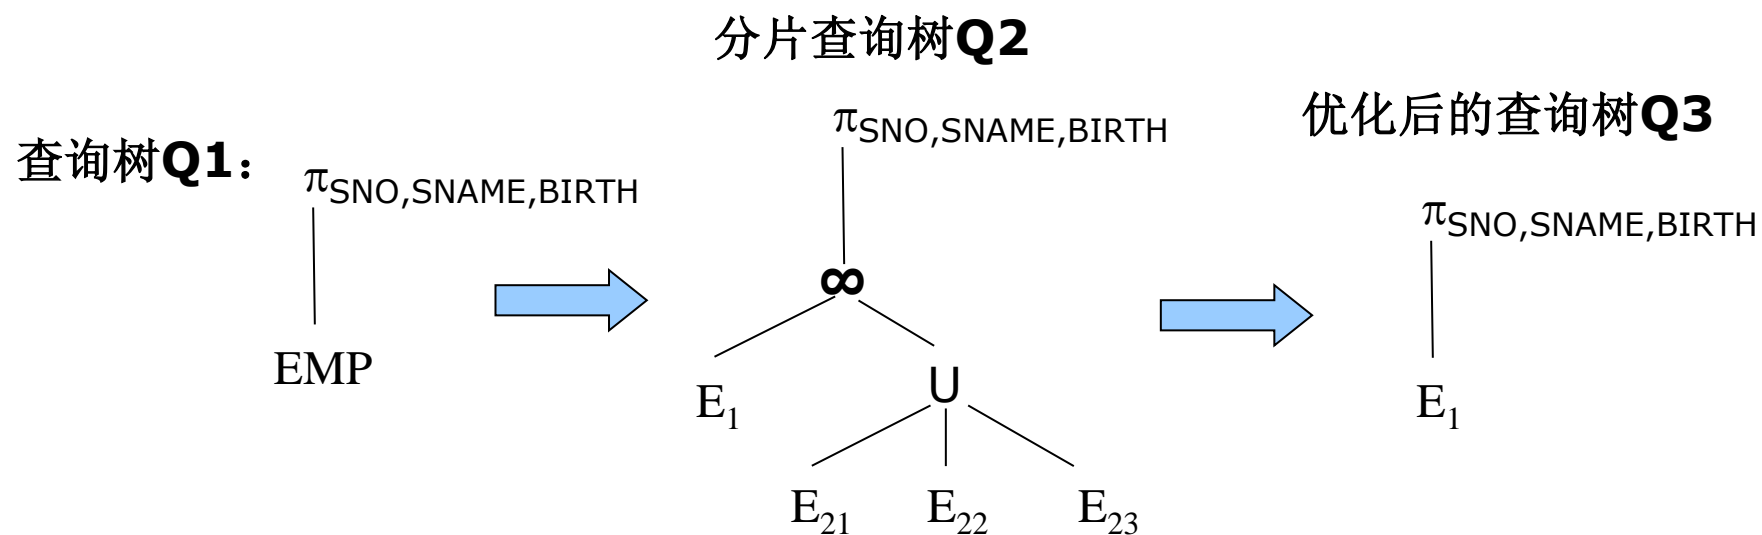 查询树Q1：
πSNO,SNAME,BIRTH
EMP
分片查询树Q2
πSNO,SNAME,BIRTH
∞
E1
∪
E21 E22 E23
优化后的查询树Q3
πSNO,SNAME,BIRTH
E1